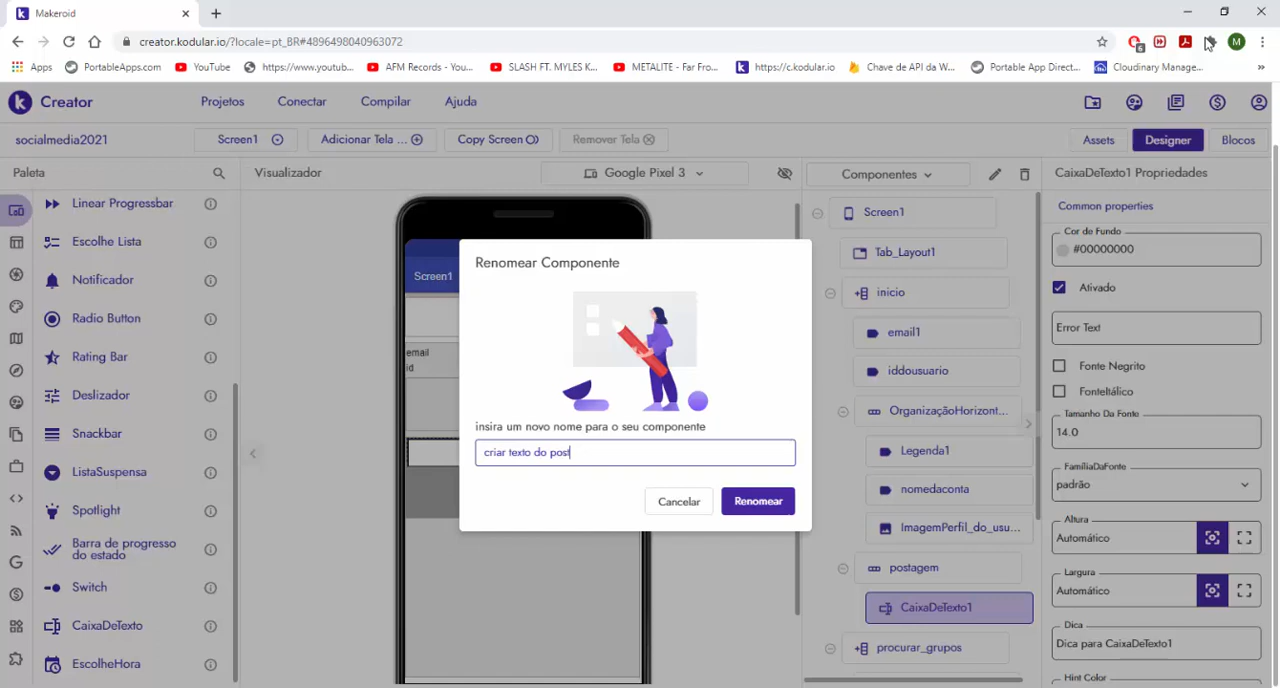 Makeroid
creator.kodular.io/?locale=pt_BR#4896498040963072
6
M
Apps
PortableApps.com
YouTube
https://www.youtub...
AFM Records - You...
SLASH FT. MYLES K...
METALITE - Far Fro...
https://c.kodular.io
Chave de API da W...
Portable App Direct...
Cloudinary Manage...
»
Creator
Projetos
Conectar
Compilar
Ajuda
socialmedia2021
Screen1
Adicionar Tela ...
Copy Screen
Remover Tela
Assets
Designer
Blocos
Paleta
Visualizador
Google Pixel 3
Componentes
CaixaDeTexto1 Propriedades
Linear Progressbar
Escolhe Lista
Notificador
Radio Button
Rating Bar
Deslizador
Snackbar
ListaSuspensa
Spotlight
Barra de progresso
do estado
Switch
CaixaDeTexto
EscolheHora
Screen1
email
id
Renomear Componente
insira um novo nome para o seu componente
criar texto do post
Cancelar
Renomear
Screen1
Tab_Layout1
inicio
email1
iddousuario
OrganizaçãoHorizont...
Legenda1
nomedaconta
ImagemPerfil_do_usu...
postagem
CaixaDeTexto1
procurar_grupos
Common properties
Cor de Fundo
#00000000
Ativado
Error Text
Fonte Negrito
FonteItálico
Tamanho Da Fonte
14.0
FamíliaDaFonte
padrão
Altura
Automático
Largura
Automático
Dica
Dica para CaixaDeTexto1
Hint Color